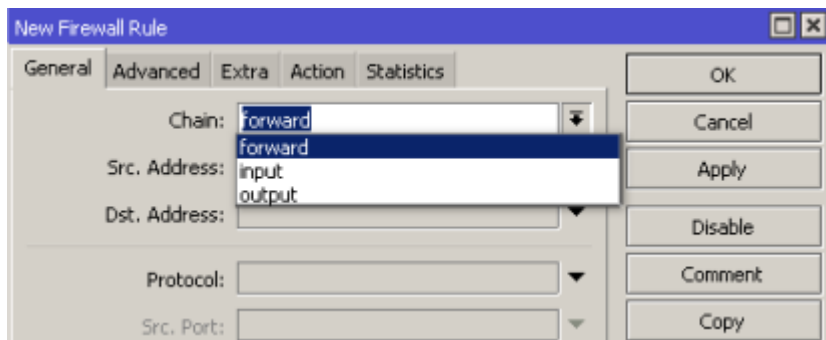 New Firewall Rule
General Advanced Extra Action Statistics
Chain: forward
forward
input
output
Src. Address:
Dst. Address:
Protocol:
Src. Port:
OK
Cancel
Apply
Disable
Comment
Copy